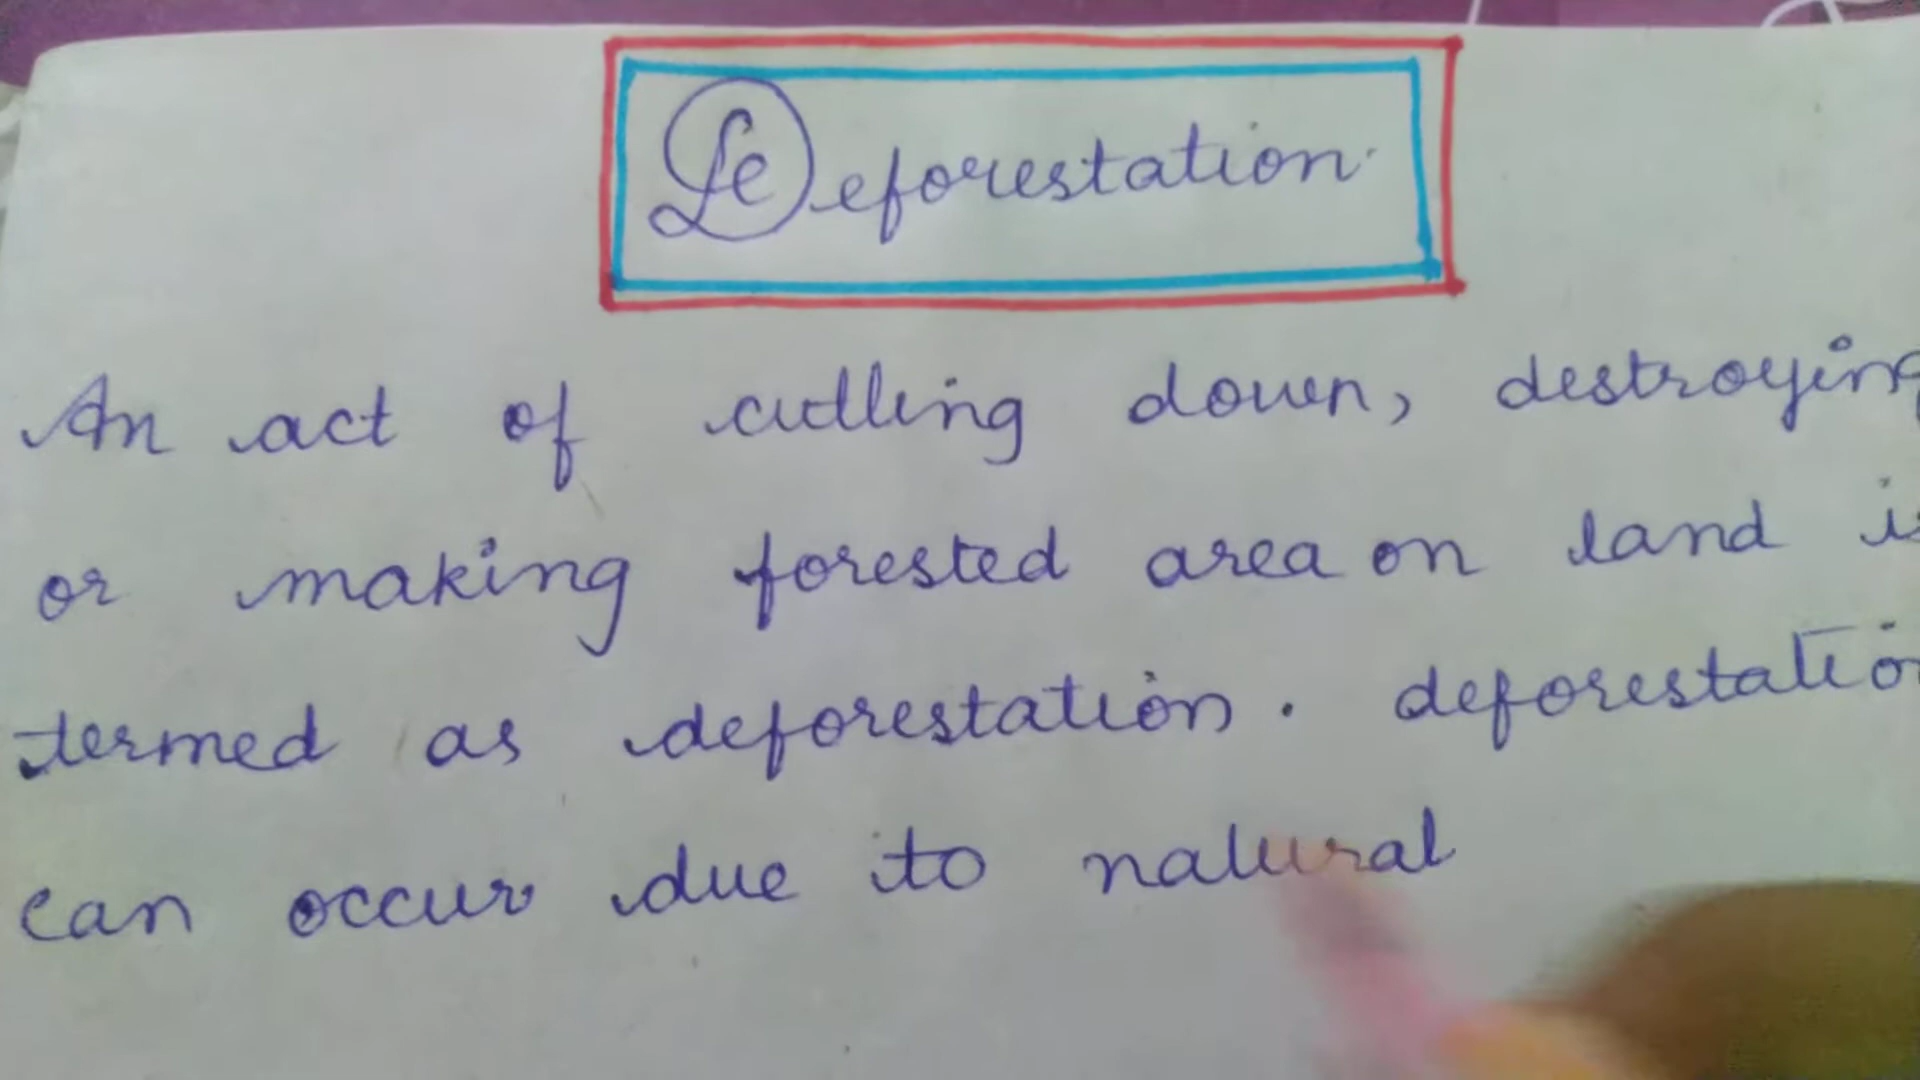 Deforestation
An act of cutting down, destroying
or making forested area on land is
termed as deforestation. deforestation
can occur due to natural